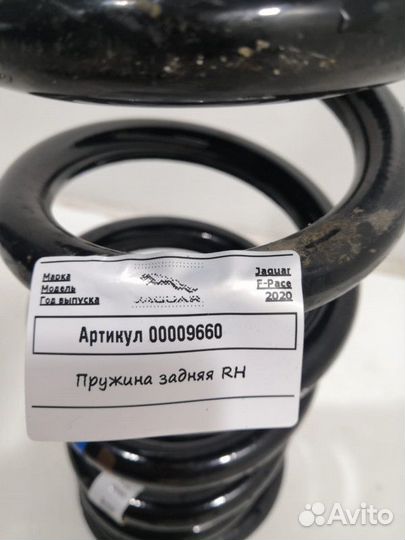 Марка Jaguar
Модель F-Pace
Год выпуска 2020
JAGUAR
Артикул 00009660
Пружина задняя RH
Avito